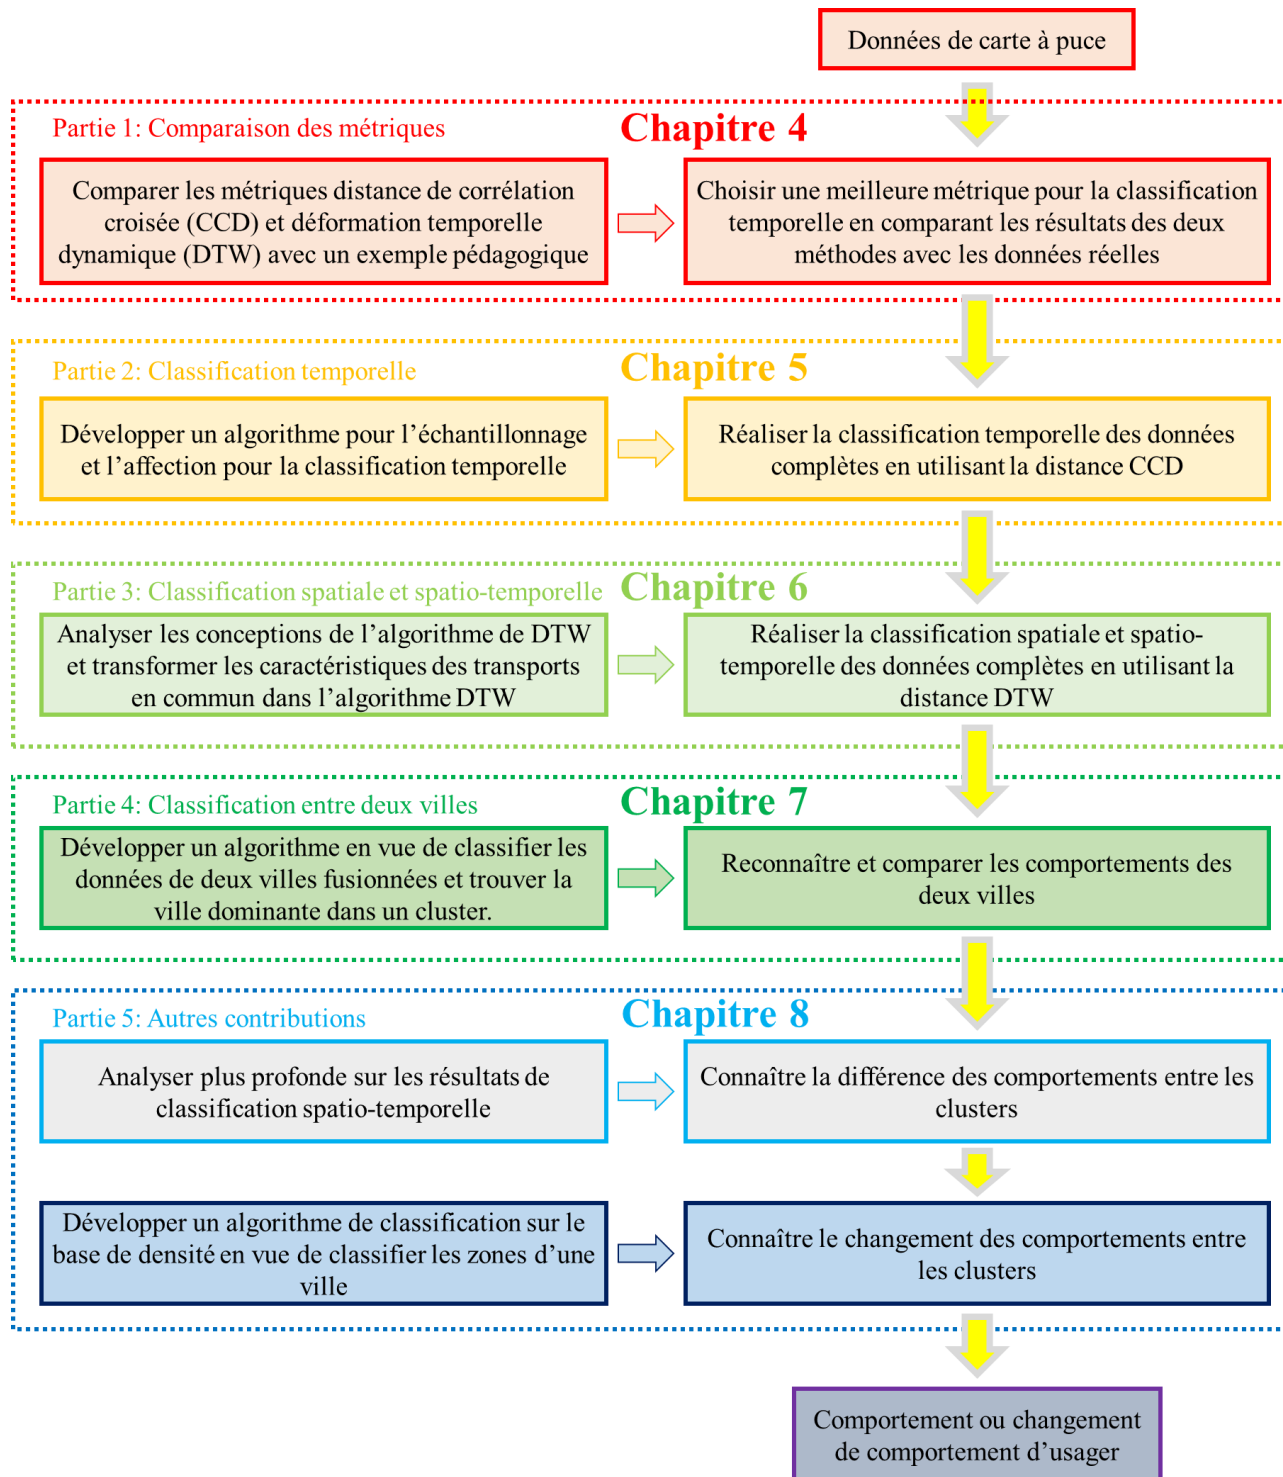 Données de carte à puce
Partie 1: Comparaison des métriques
Chapitre 4
Comparer les métriques distance de corrélation
croisée (CCD) et déformation temporelle
dynamique (DTW) avec un exemple pédagogique
Choisir une meilleure métrique pour la classification
temporelle en comparant les résultats des deux
méthodes avec les données réelles
Partie 2: Classification temporelle
Chapitre 5
Développer un algorithme pour l’échantillonnage
et l’affection pour la classification temporelle
Réaliser la classification temporelle des données
complètes en utilisant la distance CCD
Partie 3: Classification spatiale et spatio-temporelle
Chapitre 6
Analyser les conceptions de l’algorithme de DTW
et transformer les caractéristiques des transports
en commun dans l’algorithme DTW
Réaliser la classification spatiale et spatio-
temporelle des données complètes en utilisant la
distance DTW
Partie 4: Classification entre deux villes
Chapitre 7
Développer un algorithme en vue de classifier les
données de deux villes fusionnées et trouver la
ville dominante dans un cluster.
Reconnaître et comparer les comportements des
deux villes
Partie 5: Autres contributions
Chapitre 8
Analyser plus profonde sur les résultats de
classification spatio-temporelle
Connaître la différence des comportements entre les
clusters
Développer un algorithme de classification sur le
base de densité en vue de classifier les zones d’une
ville
Connaître le changement des comportements entre
les clusters
Comportement ou changement
de comportement d’usager